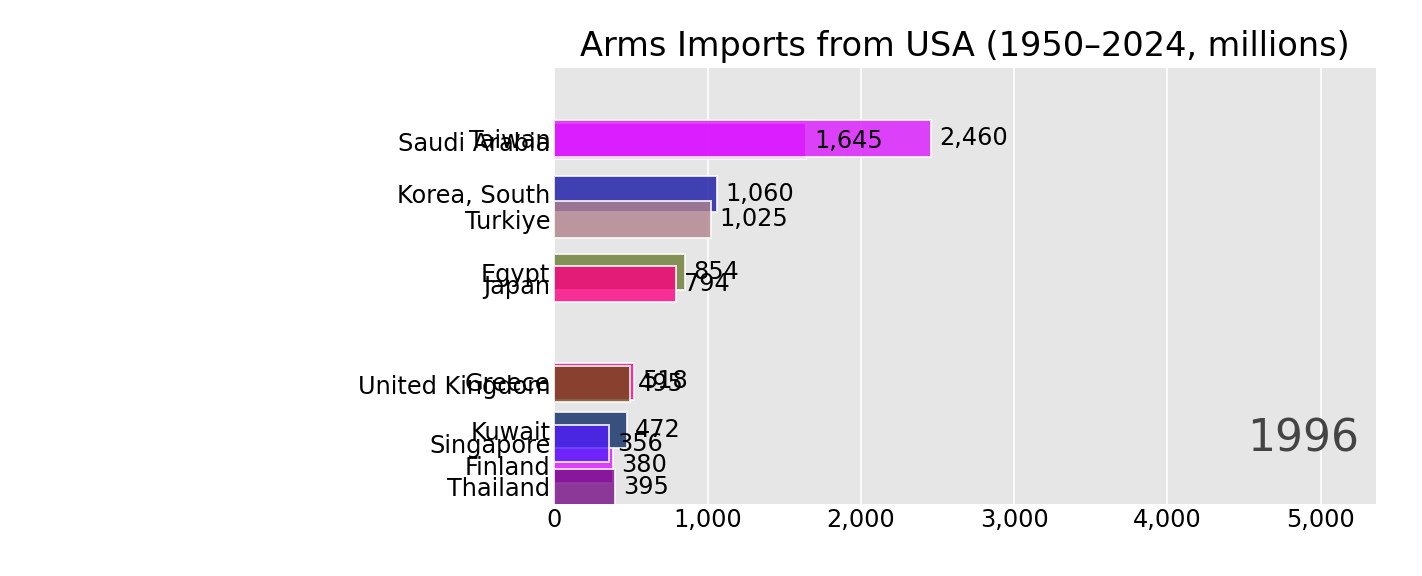 Arms Imports from USA (1950–2024, millions)
Taiwan
2,460
Saudi Arabia
1,645
Korea, South
1,060
Turkiye
1,025
Egypt
854
Japan
794
Greece
518
United Kingdom
495
Kuwait
472
Singapore
356
Finland
380
Thailand
395
1996
0 1,000 2,000 3,000 4,000 5,000